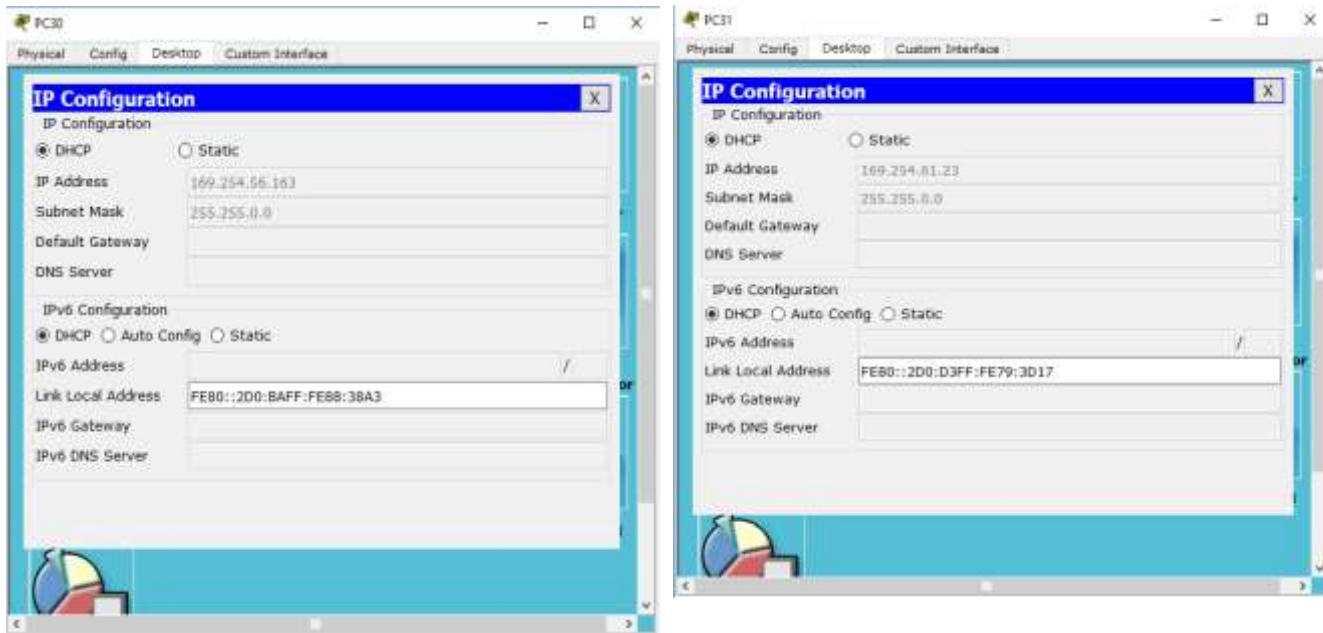 PC30
Physical Config Desktop Custom Interface
IP Configuration X
IP Configuration
DHCP Static
IP Address 169.254.56.163
Subnet Mask 255.255.0.0
Default Gateway
DNS Server
IPv6 Configuration
DHCP Auto Config Static
IPv6 Address /
Link Local Address FE80::2D0:BAFF:FE88:38A3
IPv6 Gateway
IPv6 DNS Server
PC31
Physical Config Desktop Custom Interface
IP Configuration X
IP Configuration
DHCP Static
IP Address 169.254.61.23
Subnet Mask 255.255.0.0
Default Gateway
DNS Server
IPv6 Configuration
DHCP Auto Config Static
IPv6 Address /
Link Local Address FE80::2D0:D3FF:FE79:3D17
IPv6 Gateway
IPv6 DNS Server